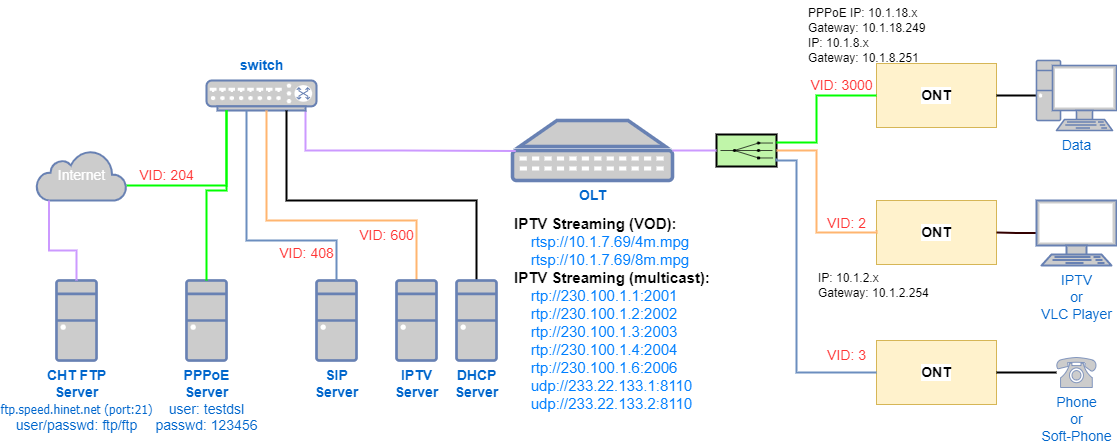 PPPoE IP: 10.1.18.x
Gateway: 10.1.18.249
IP: 10.1.8.x
Gateway: 10.1.8.251
switch
VID: 3000
ONT
Data
Internet
VID: 204
OLT
VID: 2
ONT
VID: 600
VID: 408
IPTV Streaming (VOD):
rtsp://10.1.7.69/4m.mpg
rtsp://10.1.7.69/8m.mpg
IPTV Streaming (multicast):
rtp://230.100.1.1:2001
rtp://230.100.1.2:2002
rtp://230.100.1.3:2003
rtp://230.100.1.4:2004
rtp://230.100.1.6:2006
udp://233.22.133.1:8110
udp://233.22.133.2:8110
IP: 10.1.2.x
Gateway: 10.1.2.254
IPTV
or
VLC Player
VID: 3
ONT
Phone
or
Soft-Phone
CHT FTP
Server
ftp.speed.hinet.net (port:21)
user/passwd: ftp/ftp
PPPoE
Server
user: testdsl
passwd: 123456
SIP
Server
IPTV
Server
DHCP
Server